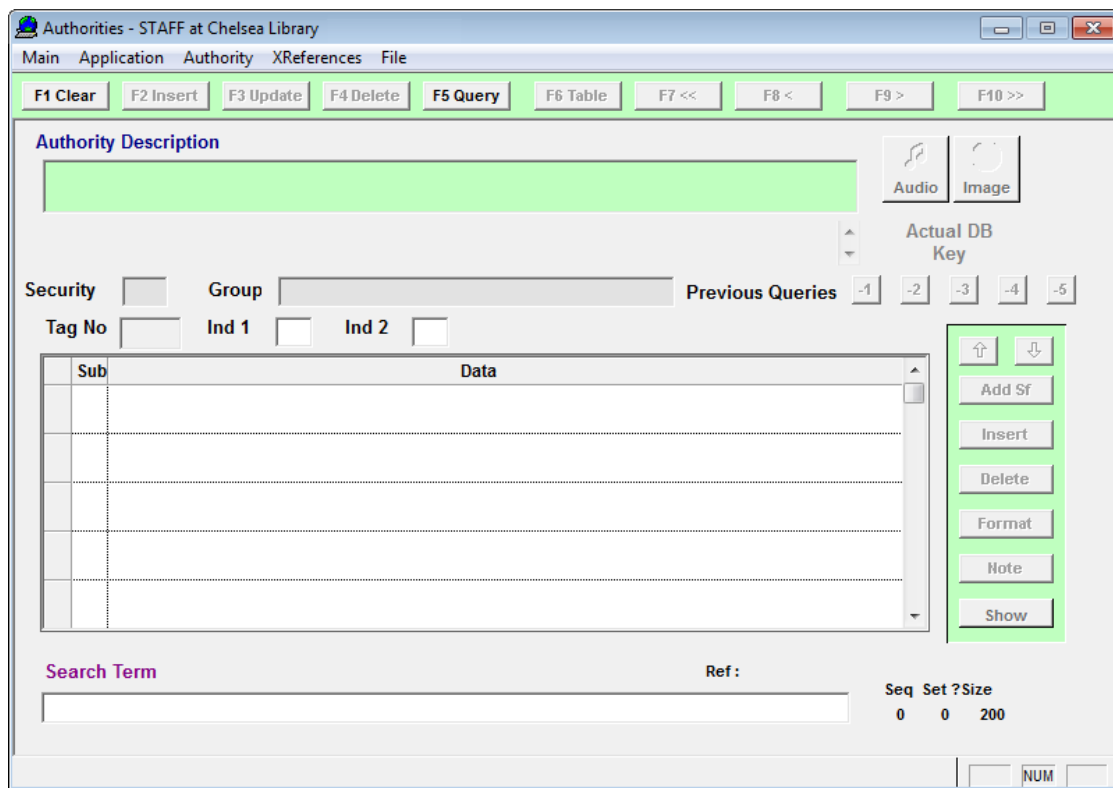 Authorities - STAFF at Chelsea Library
Main Application Authority XReferences File
F1 Clear F2 Insert F3 Update F4 Delete F5 Query F6 Table F7 << F8 < F9 > F10 >>
Authority Description
Audio Image
Actual DB
Key
Security Group Previous Queries -1 -2 -3 -4 -5
Tag No Ind 1 Ind 2
Sub Data
Add Sf
Insert
Delete
Format
Note
Show
Search Term Ref :
Seq Set ? Size
0 0 200
NUM